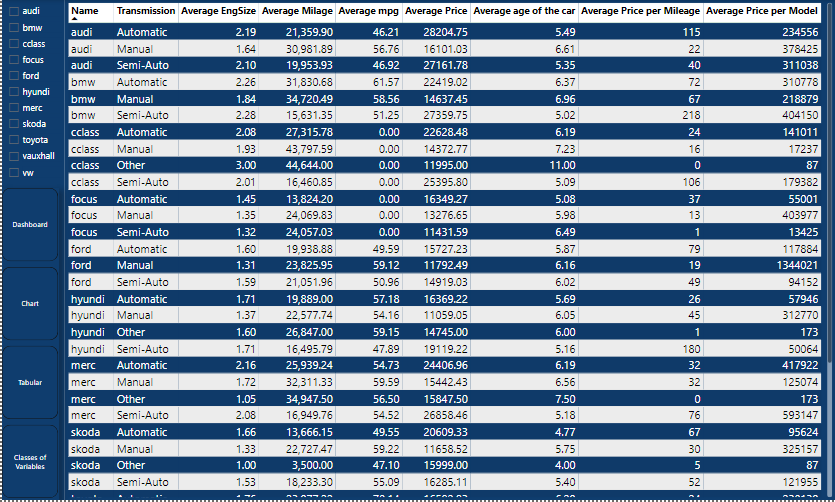 audi
bmw
cclass
focus
ford
hyundi
merc
skoda
toyota
vauxhall
vw
Dashboard
Chart
Tabular
Classes of
Variables
Name Transmission Average EngSize Average Milage Average mpg Average Price Average age of the car Average Price per Mileage Average Price per Model
audi Automatic 2.19 21,359.90 46.21 28204.75 5.49 115 234556
audi Manual 1.64 30,981.89 56.76 16101.03 6.61 22 378425
audi Semi-Auto 2.10 19,953.93 46.92 27161.78 5.35 40 311038
bmw Automatic 2.26 31,830.68 61.57 22419.02 6.37 72 310778
bmw Manual 1.84 34,720.49 58.56 14637.45 6.96 67 218879
bmw Semi-Auto 2.28 15,631.35 51.25 27359.75 5.02 218 404150
cclass Automatic 2.08 27,315.78 0.00 22628.48 6.19 24 141011
cclass Manual 1.93 43,797.59 0.00 14372.77 7.23 16 17237
cclass Other 3.00 44,644.00 0.00 11995.00 11.00 0 87
cclass Semi-Auto 2.01 16,460.85 0.00 25395.80 5.09 106 179382
focus Automatic 1.45 13,824.20 0.00 16349.27 5.08 37 55001
focus Manual 1.35 24,069.83 0.00 13276.65 5.98 13 403977
focus Semi-Auto 1.32 24,057.03 0.00 11431.59 6.49 1 13425
ford Automatic 1.60 19,938.88 49.59 15727.23 5.87 79 117884
ford Manual 1.31 23,825.95 59.12 11792.49 6.16 19 1344021
ford Semi-Auto 1.59 21,051.96 50.96 14919.03 6.02 49 94152
hyundi Automatic 1.71 19,889.00 57.18 16369.22 5.69 26 57946
hyundi Manual 1.37 22,577.74 54.16 11059.05 6.05 45 312770
hyundi Other 1.60 26,847.00 59.15 14745.00 6.00 1 173
hyundi Semi-Auto 1.71 16,495.79 47.89 19119.22 5.16 180 50064
merc Automatic 2.16 25,939.24 54.73 24406.96 6.19 32 417922
merc Manual 1.72 32,311.33 59.59 15442.43 6.56 32 125074
merc Other 1.05 34,947.50 56.50 15847.50 7.50 0 173
merc Semi-Auto 2.08 16,949.76 54.52 26858.46 5.18 76 593147
skoda Automatic 1.66 13,666.15 49.55 20609.33 4.77 67 95624
skoda Manual 1.33 22,727.47 59.22 11658.52 5.75 30 325157
skoda Other 1.00 3,500.00 47.10 15999.00 4.00 5 87
skoda Semi-Auto 1.53 18,233.30 55.09 16285.11 5.40 52 121955